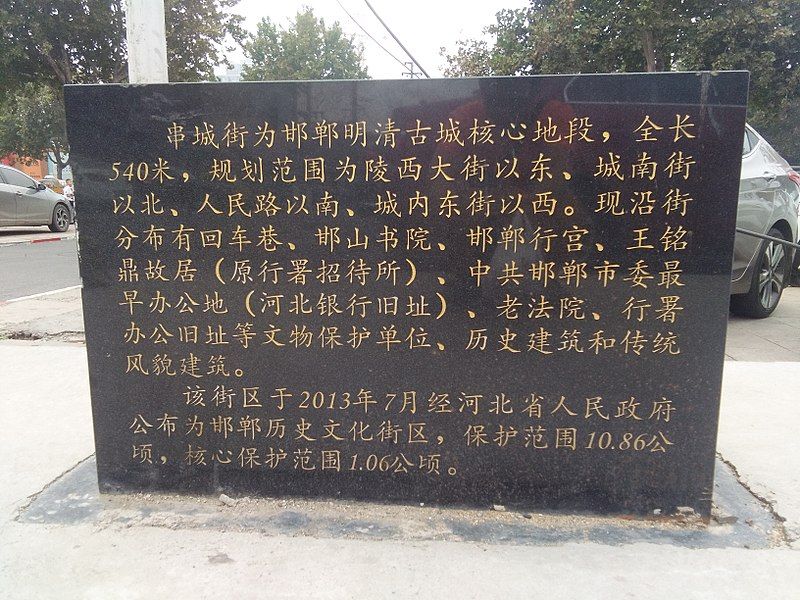 串城街为邯郸明清古城核心地段，全长
540米，规划范围为陵西大街以东、城南街
以北、人民路以南、城内东街以西。现沿街
分布有回车巷、邯山书院、邯郸行宫、王铭
鼎故居（原行署招待所）、中共邯郸市委最
早办公地（河北银行旧址）、老法院、行署
办公旧址等文物保护单位、历史建筑和传统
风貌建筑。
该街区于2013年7月经河北省人民政府
公布为邯郸历史文化街区，保护范围10.86公
顷，核心保护范围1.06公顷。